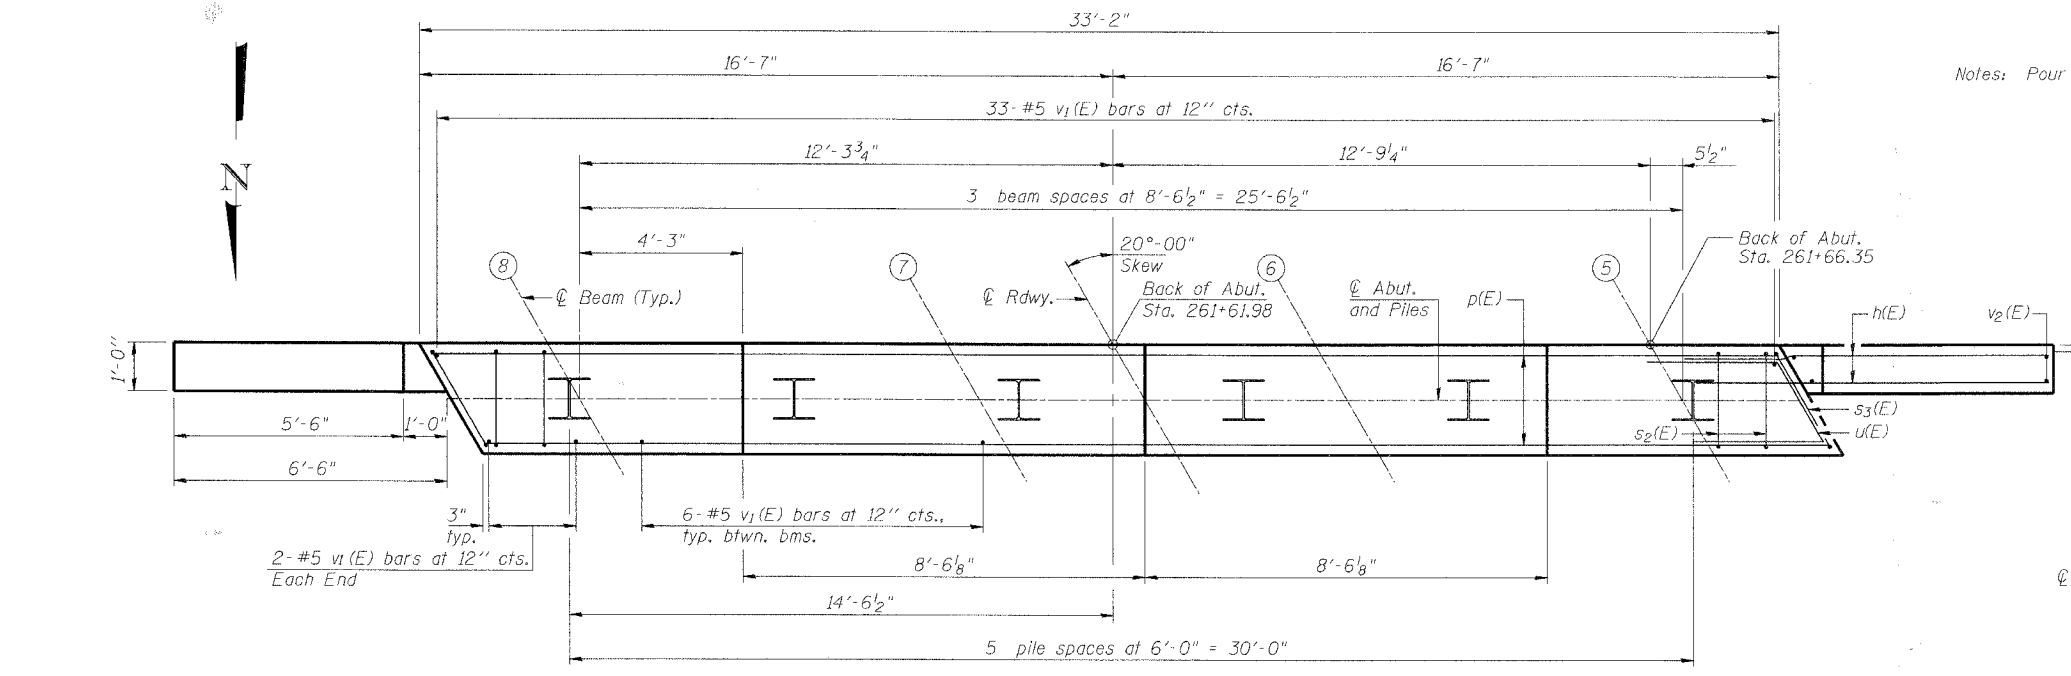 33'-2"
16'-7"
16'-7"
Notes: Pour
33-#5 v1(E) bars at 12" cts.
12'-3¾"
12'-9¼"
5½"
N
3 beam spaces at 8'-6½" = 25'-6½"
4'-3"
20°-00"
Skew
Back of Abut.
Sta. 261+66.35
8
7
6
5
℄ Beam (Typ.)
℄ Rdwy.
Back of Abut.
Sta. 261+61.98
℄ Abut.
and Piles
p(E)
h(E)
v2(E)
1'-0"
5'-6"
1'-0"
s3(E)
s2(E)
u(E)
6'-6"
3"
typ.
6-#5 v1(E) bars at 12" cts.,
typ. btwn. bms.
2-#5 v1(E) bars at 12" cts.
Each End
8'-6⅛"
8'-6⅛"
℄
14'-6½"
5 pile spaces at 6'-0" = 30'-0"